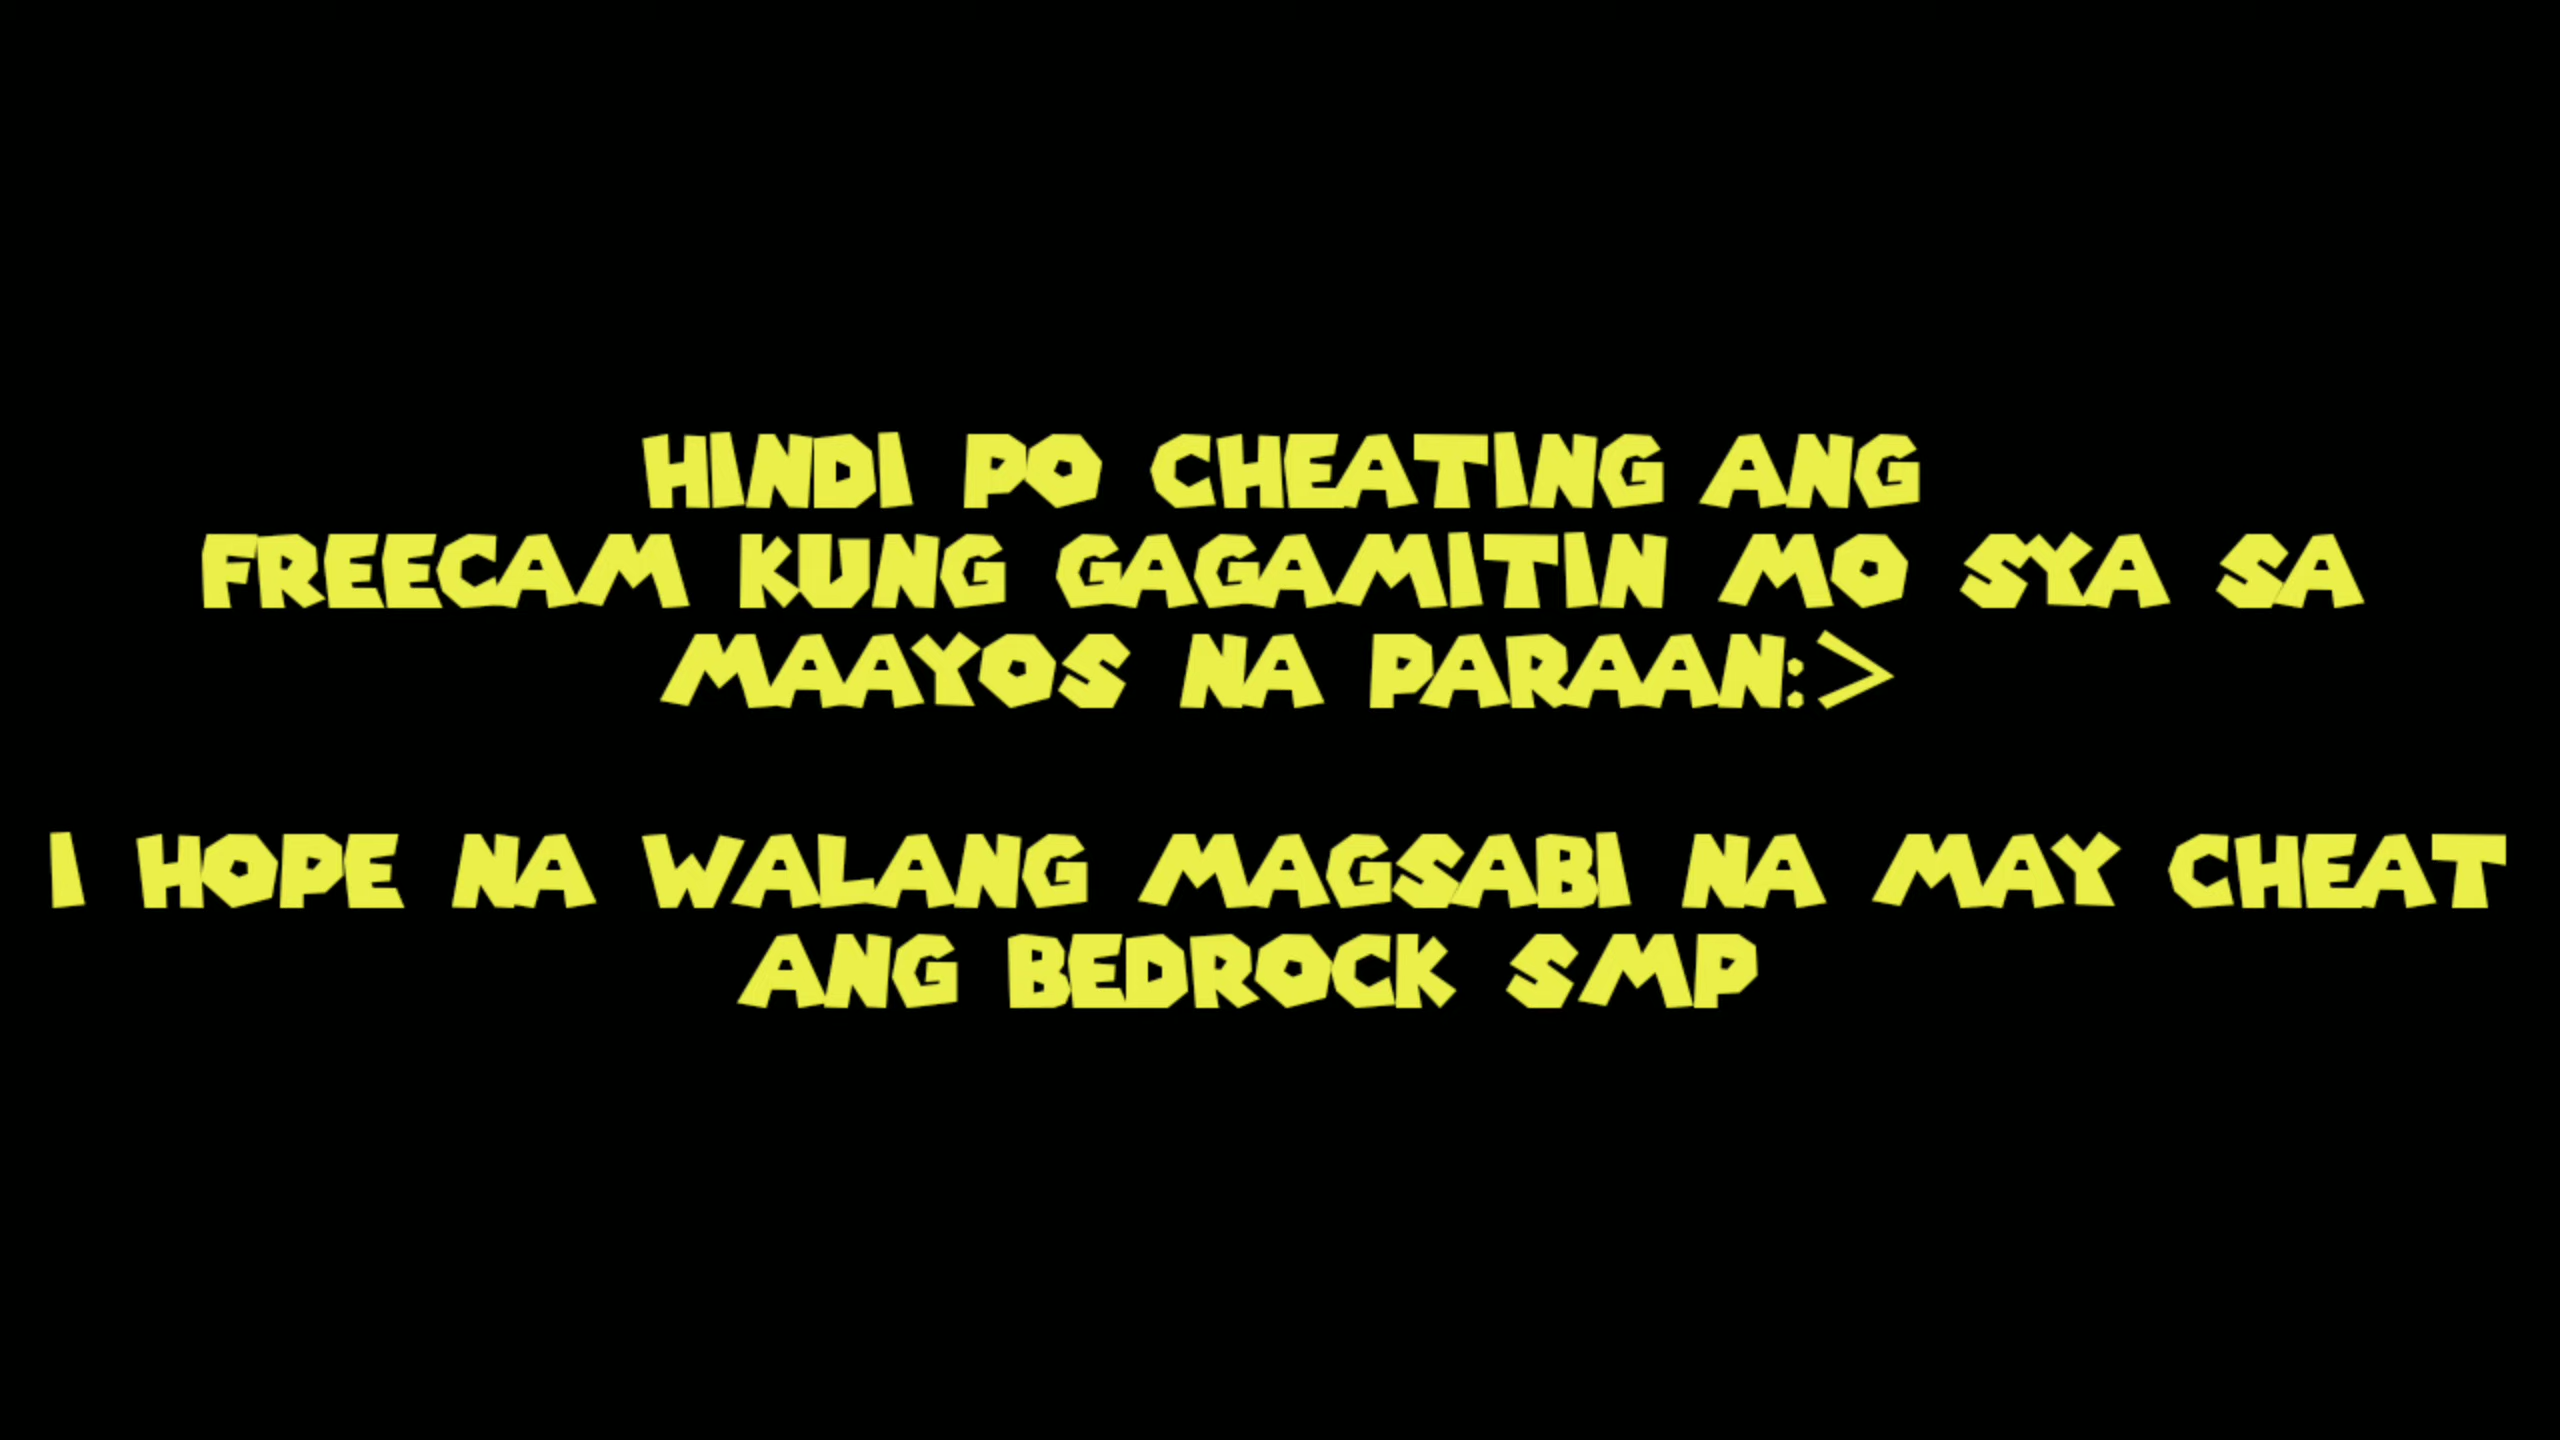 HINDI PO CHEATING ANG
FREECAM KUNG GAGAMITIN MO SYA SA
MAAYOS NA PARAAN:>
I HOPE NA WALANG MAGSABI NA MAY CHEAT
ANG BEDROCK SMP